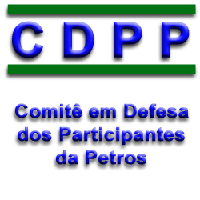 CDPP
Comitê em Defesa
dos Participantes
da Petros